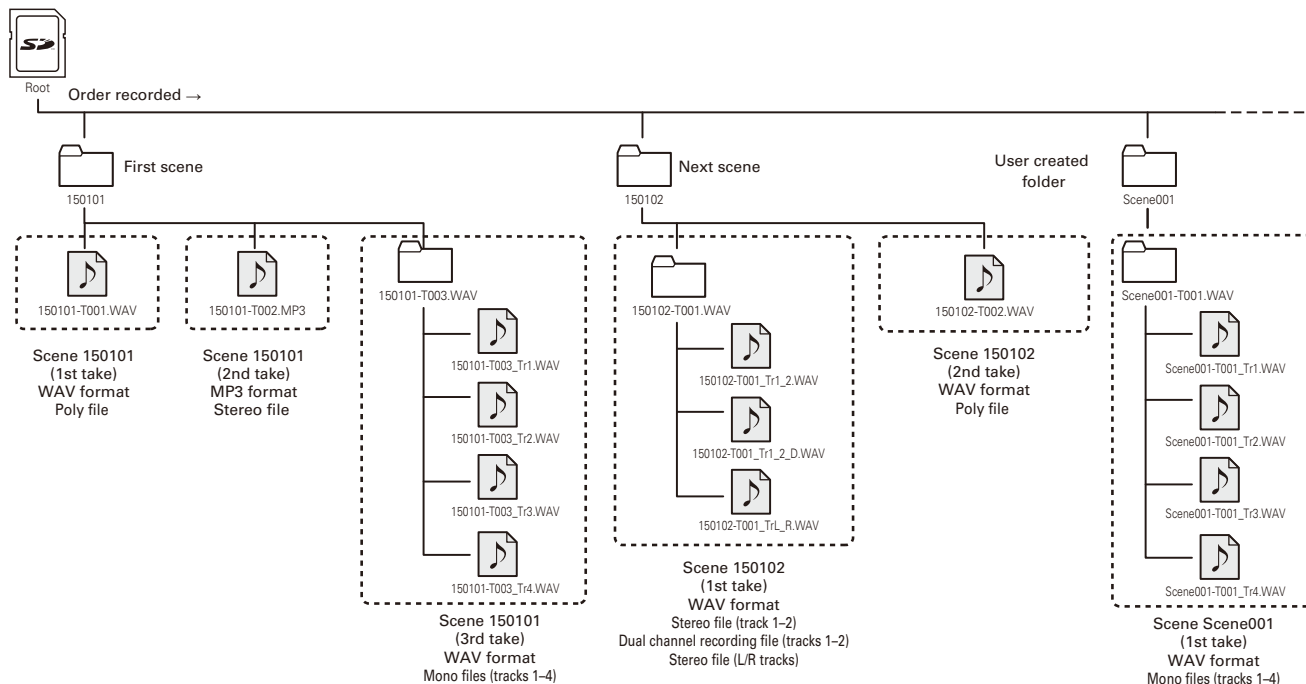 SD
Root
Order recorded →
First scene
150101
Next scene
150102
User created
folder
Scene001
150101-T001.WAV
Scene 150101
(1st take)
WAV format
Poly file
150101-T002.MP3
Scene 150101
(2nd take)
MP3 format
Stereo file
150101-T003.WAV
150101-T003_Tr1.WAV
150101-T003_Tr2.WAV
150101-T003_Tr3.WAV
150101-T003_Tr4.WAV
Scene 150101
(3rd take)
WAV format
Mono files (tracks 1–4)
150102-T001.WAV
150102-T001_Tr1_2.WAV
150102-T001_Tr1_2_D.WAV
150102-T001_TrL_R.WAV
Scene 150102
(1st take)
WAV format
Stereo file (track 1–2)
Dual channel recording file (tracks 1–2)
Stereo file (L/R tracks)
150102-T002.WAV
Scene 150102
(2nd take)
WAV format
Poly file
Scene001-T001.WAV
Scene001-T001_Tr1.WAV
Scene001-T001_Tr2.WAV
Scene001-T001_Tr3.WAV
Scene001-T001_Tr4.WAV
Scene Scene001
(1st take)
WAV format
Mono files (tracks 1–4)